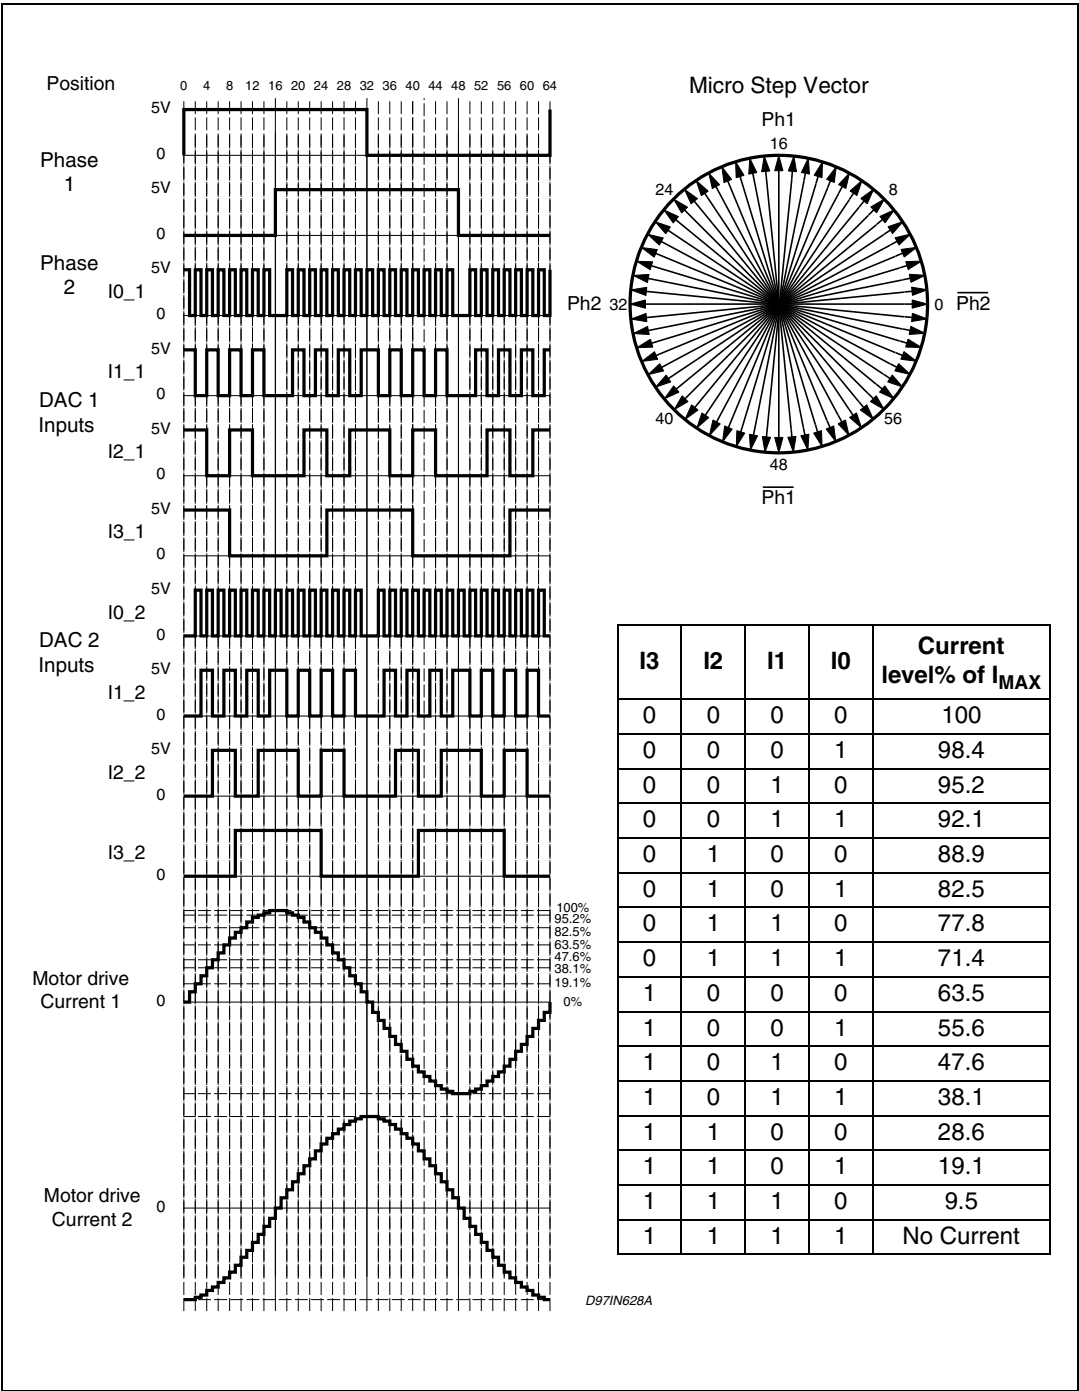 Position
0 4 8 12 16 20 24 28 32 36 40 44 48 52 56 60 64
5V
0
Phase
1
5V
0
Phase
2
I0_1
5V
0
I1_1
5V
0
DAC 1
Inputs
I2_1
5V
0
I3_1
5V
0
I0_2
5V
0
DAC 2
Inputs
I1_2
5V
0
I2_2
5V
0
I3_2
0
100%
95.2%
82.5%
63.5%
47.6%
38.1%
19.1%
0%
Motor drive
Current 1
0
Motor drive
Current 2
0
Micro Step Vector
Ph1
16
24
8
Ph2 32
0 Ph2
40
56
48
Ph1
I3 I2 I1 I0 Current level% of IMAX
0 0 0 0 100
0 0 0 1 98.4
0 0 1 0 95.2
0 0 1 1 92.1
0 1 0 0 88.9
0 1 0 1 82.5
0 1 1 0 77.8
0 1 1 1 71.4
1 0 0 0 63.5
1 0 0 1 55.6
1 0 1 0 47.6
1 0 1 1 38.1
1 1 0 0 28.6
1 1 0 1 19.1
1 1 1 0 9.5
1 1 1 1 No Current
D97IN628A